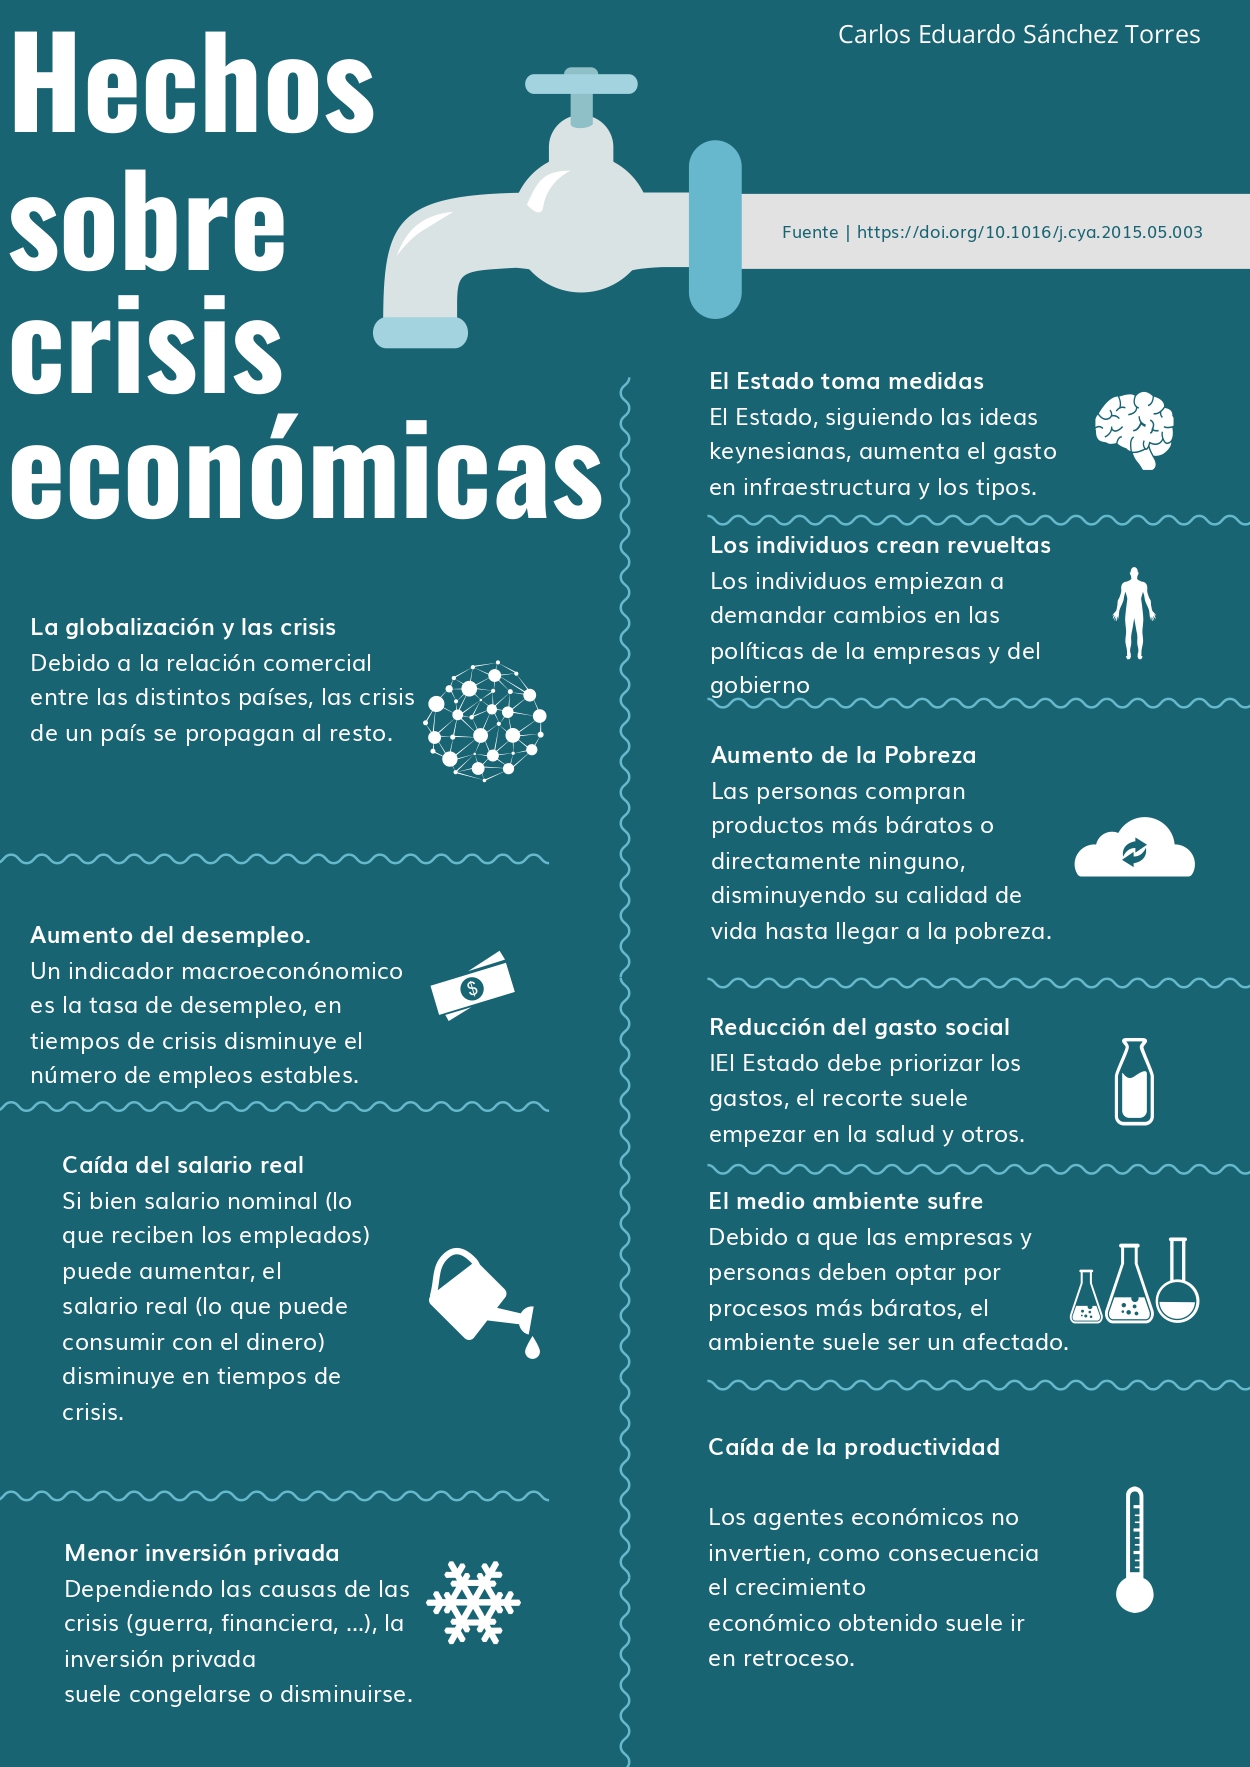 Carlos Eduardo Sánchez Torres
Hechos
sobre
crisis
económicas
Fuente | https://doi.org/10.1016/j.cya.2015.05.003
La globalización y las crisis
Debido a la relación comercial
entre las distintos países, las crisis
de un país se propagan al resto.
Aumento del desempleo.
Un indicador macroeconónomico
es la tasa de desempleo, en
tiempos de crisis disminuye el
número de empleos estables.
Caída del salario real
Si bien salario nominal (lo
que reciben los empleados)
puede aumentar, el
salario real (lo que puede
consumir con el dinero)
disminuye en tiempos de
crisis.
Menor inversión privada
Dependiendo las causas de las
crisis (guerra, financiera, ...), la
inversión privada
suele congelarse o disminuirse.
El Estado toma medidas
El Estado, siguiendo las ideas
keynesianas, aumenta el gasto
en infraestructura y los tipos.
Los individuos crean revueltas
Los individuos empiezan a
demandar cambios en las
políticas de la empresas y del
gobierno
Aumento de la Pobreza
Las personas compran
productos más báratos o
directamente ninguno,
disminuyendo su calidad de
vida hasta llegar a la pobreza.
Reducción del gasto social
IEl Estado debe priorizar los
gastos, el recorte suele
empezar en la salud y otros.
El medio ambiente sufre
Debido a que las empresas y
personas deben optar por
procesos más báratos, el
ambiente suele ser un afectado.
Caída de la productividad
Los agentes económicos no
invertien, como consecuencia
el crecimiento
económico obtenido suele ir
en retroceso.
$